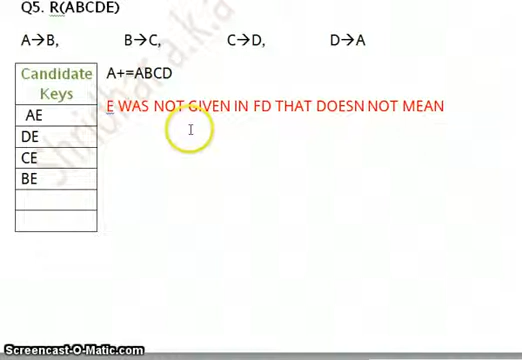 Q5. R(ABCDE)
A→B, B→C, C→D, D→A
Candidate Keys
A+=ABCD
E WAS NOT GIVEN IN FD THAT DOESN NOT MEAN
AE
DE
CE
BE
Shridhara.k.a
Screencast-O-Matic.com